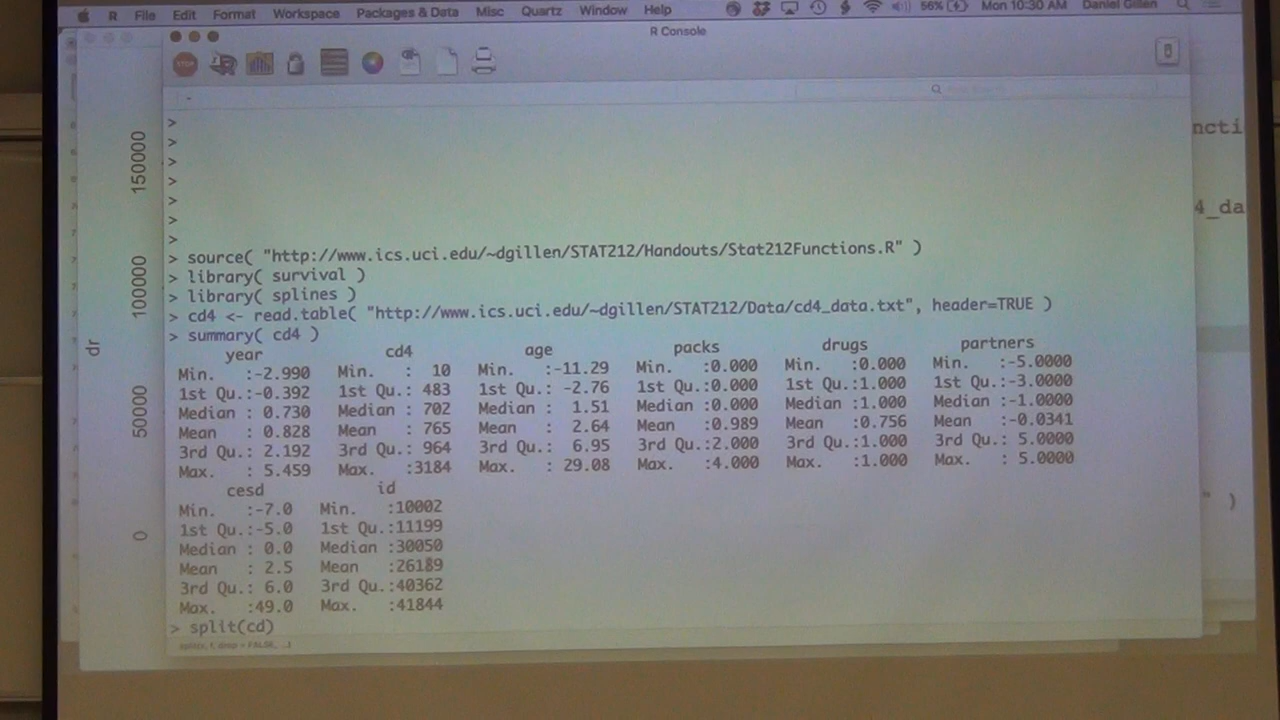 R File Edit Format Workspace Packages & Data Misc Quartz Window Help 56% Mon 10:30 AM Daniel Gillen
R Console
STOP
150000
100000
50000
0
dr
ncti
4_da
" )
>
>
>
>
>
>
>
> source( "http://www.ics.uci.edu/~dgillen/STAT212/Handouts/Stat212Functions.R" )
> library( survival )
> library( splines )
> cd4 <- read.table( "http://www.ics.uci.edu/~dgillen/STAT212/Data/cd4_data.txt", header=TRUE )
> summary( cd4 )
year cd4 age packs drugs partners
Min. :-2.990 Min. : 10 Min. :-11.29 Min. :0.000 Min. :0.000 Min. :-5.0000
1st Qu.:-0.392 1st Qu.: 483 1st Qu.: -2.76 1st Qu.:0.000 1st Qu.:1.000 1st Qu.:-3.0000
Median : 0.730 Median : 702 Median : 1.51 Median :0.000 Median :1.000 Median :-1.0000
Mean : 0.828 Mean : 765 Mean : 2.64 Mean :0.989 Mean :0.756 Mean :-0.0341
3rd Qu.: 2.192 3rd Qu.: 964 3rd Qu.: 6.95 3rd Qu.:2.000 3rd Qu.:1.000 3rd Qu.: 5.0000
Max. : 5.459 Max. :3184 Max. : 29.08 Max. :4.000 Max. :1.000 Max. : 5.0000
cesd id
Min. :-7.0 Min. :10002
1st Qu.:-5.0 1st Qu.:11199
Median : 0.0 Median :30050
Mean : 2.5 Mean :26189
3rd Qu.: 6.0 3rd Qu.:40362
Max. :49.0 Max. :41844
> split(cd)